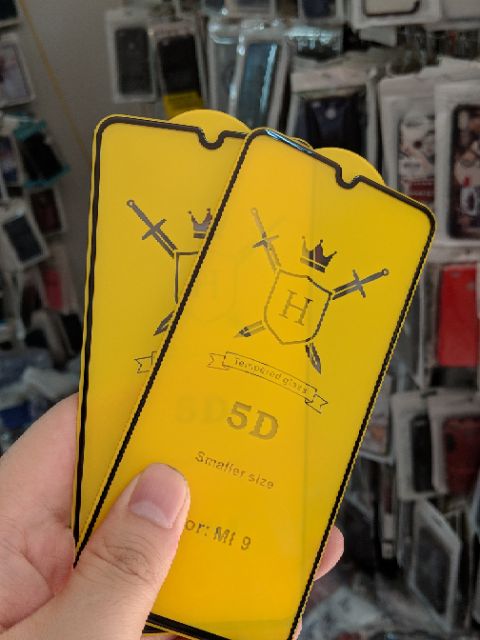 H
Tempered glass
5D
Smaller size
or: MI 9